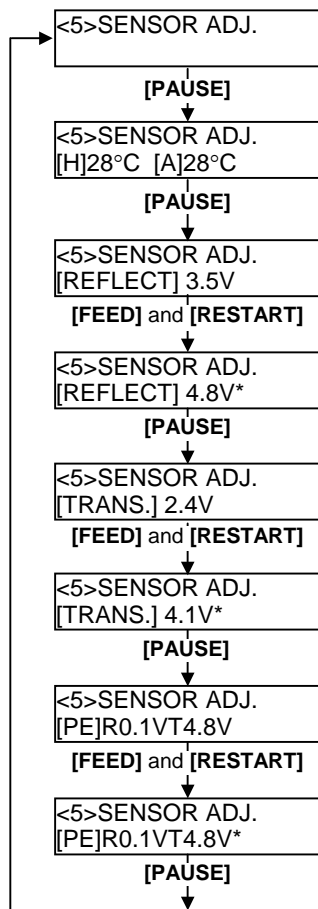 <5>SENSOR ADJ.
[PAUSE]
<5>SENSOR ADJ.
[H]28°C [A]28°C
[PAUSE]
<5>SENSOR ADJ.
[REFLECT] 3.5V
[FEED] and [RESTART]
<5>SENSOR ADJ.
[REFLECT] 4.8V*
[PAUSE]
<5>SENSOR ADJ.
[TRANS.] 2.4V
[FEED] and [RESTART]
<5>SENSOR ADJ.
[TRANS.] 4.1V*
[PAUSE]
<5>SENSOR ADJ.
[PE]R0.1VT4.8V
[FEED] and [RESTART]
<5>SENSOR ADJ.
[PE]R0.1VT4.8V*
[PAUSE]